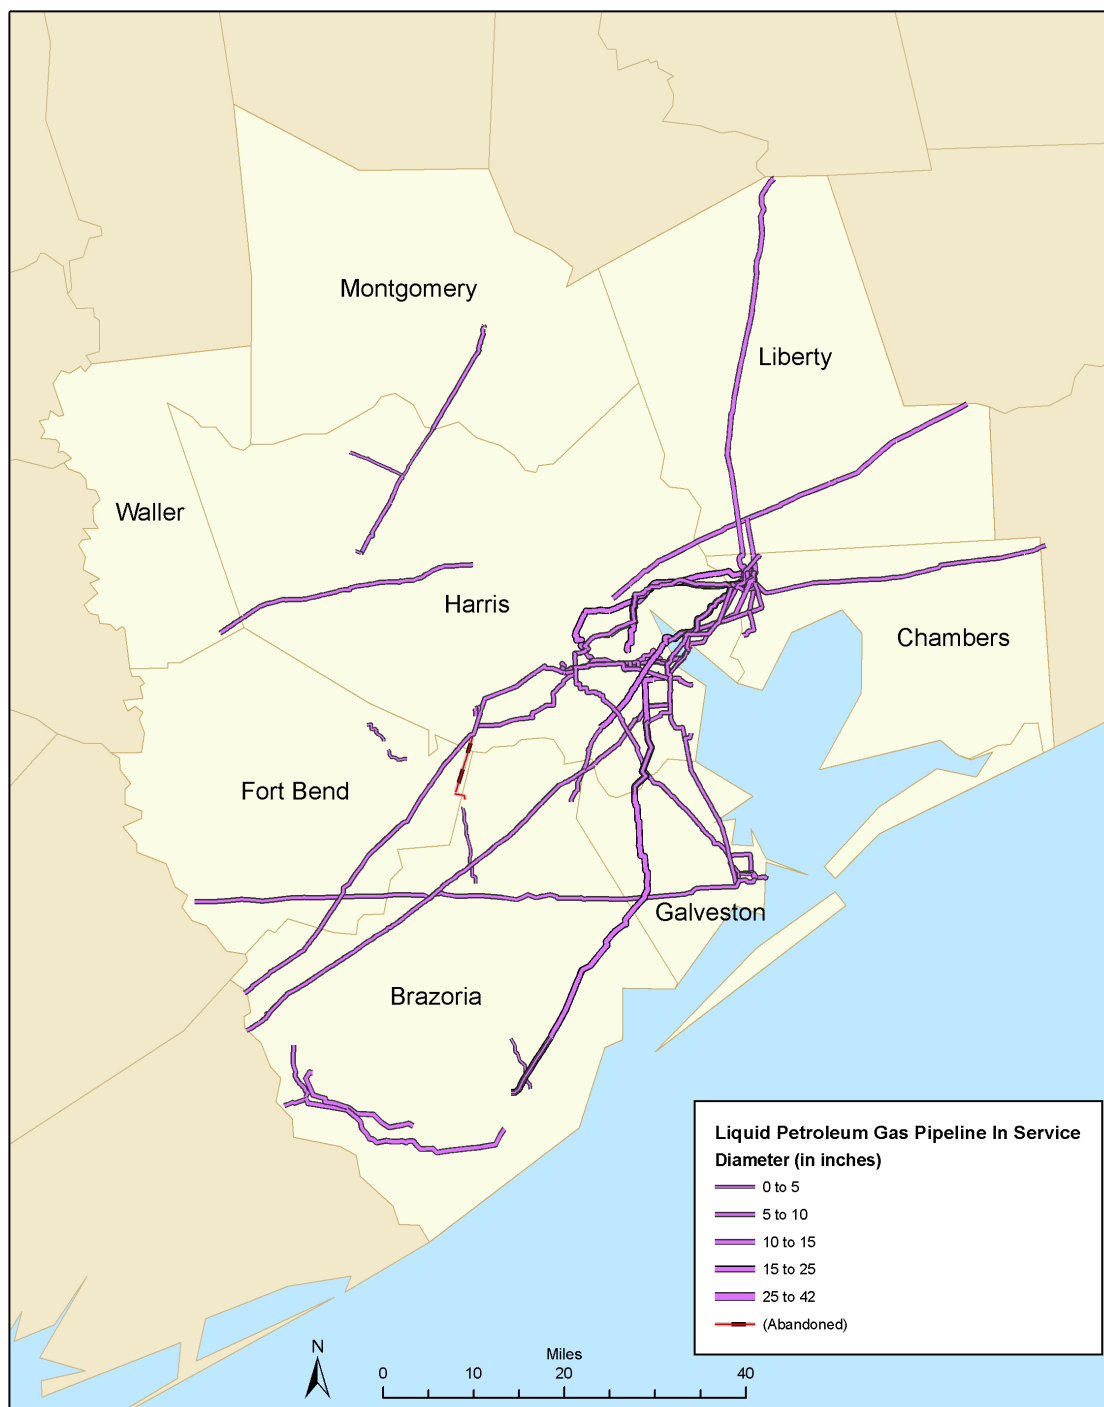 Montgomery
Liberty
Waller
Harris
Chambers
Fort Bend
Galveston
Brazoria
Liquid Petroleum Gas Pipeline In Service
Diameter (in inches)
0 to 5
5 to 10
10 to 15
15 to 25
25 to 42
(Abandoned)
N
Miles
0 10 20 40